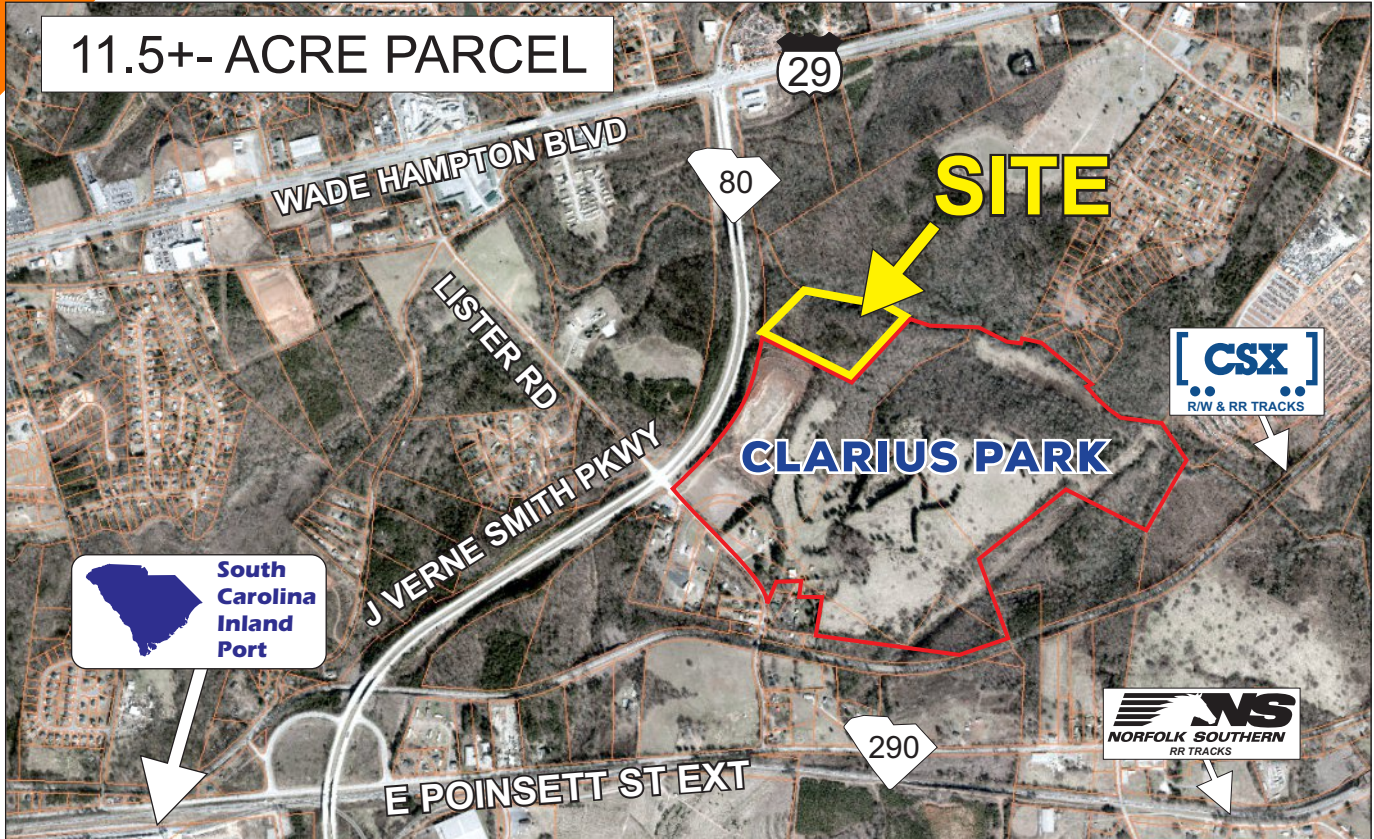 11.5+- ACRE PARCEL
29
WADE HAMPTON BLVD
80
SITE
LISTER RD
CSX
R/W & RR TRACKS
CLARIUS PARK
J VERNE SMITH PKWY
South
Carolina
Inland
Port
NS
NORFOLK SOUTHERN
RR TRACKS
290
E POINSETT ST EXT